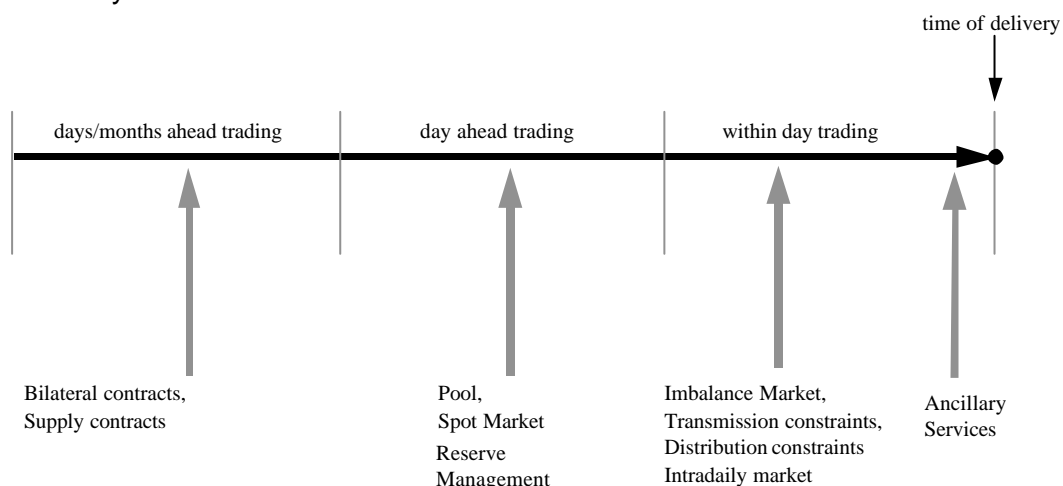 time of delivery
days/months ahead trading
day ahead trading
within day trading
Bilateral contracts,
Supply contracts
Pool,
Spot Market
Reserve
Management
Imbalance Market,
Transmission constraints,
Distribution constraints
Intradaily market
Ancillary
Services